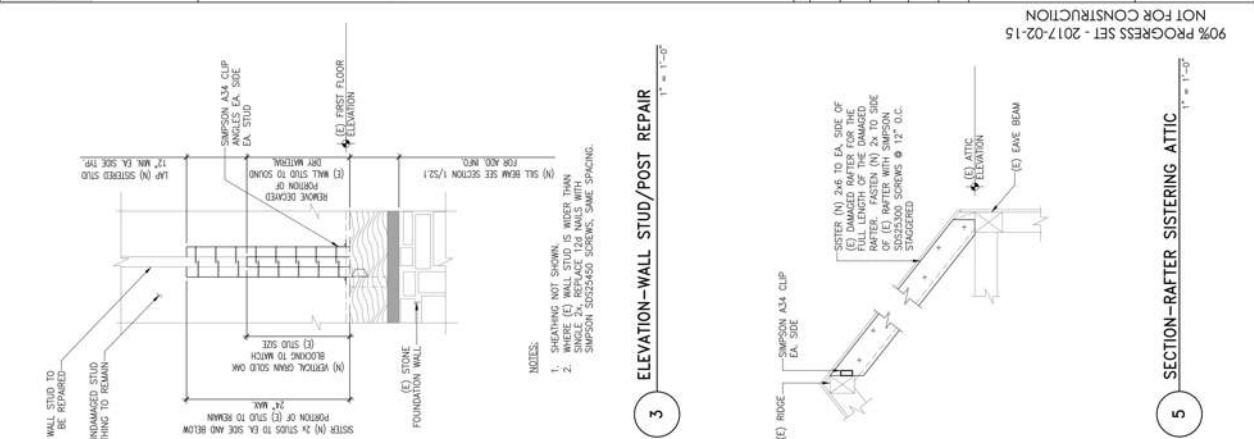 90% PROGRESS SET - 2017-02-15
NOT FOR CONSTRUCTION
WALL STUD TO
BE REPAIRED
UNDAMAGED STUD
THING TO REMAIN
SISTER (N) 2x STUDS TO EA. SIDE AND BELOW
PORTION OF (E) STUD TO REMAIN
24" MAX.
(N) VERTICAL GRAIN SOLID OAK
BLOCKING TO MATCH
(E) STUD SIZE
(E) STONE
FOUNDATION WALL
LAP (N) SISTERED STUD
12" MIN. EA. SIDE TYP.
REMOVE DECAYED
PORTION OF
(E) WALL STUD TO SOUND
DRY MATERIAL
(N) SILL BEAM SEE SECTION 1/S2.1
FOR ADD. INFO.
SIMPSON A34 CLIP
ANGLES EA. SIDE
EA. STUD
(E) FIRST FLOOR
ELEVATION
NOTES:
1. SHEATHING NOT SHOWN.
2. WHERE (E) WALL STUD IS WIDER THAN
SINGLE 2x, REPLACE 12d NAILS WITH
SIMPSON SDS25450 SCREWS, SAME SPACING.
3
ELEVATION-WALL STUD/POST REPAIR
1" = 1'-0"
(E) RIDGE
SIMPSON A34 CLIP
EA. SIDE
SISTER (N) 2x6 TO EA. SIDE OF
(E) DAMAGED RAFTER FOR THE
FULL LENGTH OF THE DAMAGED
RAFTER. FASTEN (N) 2x TO SIDE
OF (E) RAFTER WITH SIMPSON
SDS25300 SCREWS @ 12" O.C.
STAGGERED
(E) ATTIC
ELEVATION
(E) EAVE BEAM
5
SECTION-RAFTER SISTERING ATTIC
1" = 1'-0"